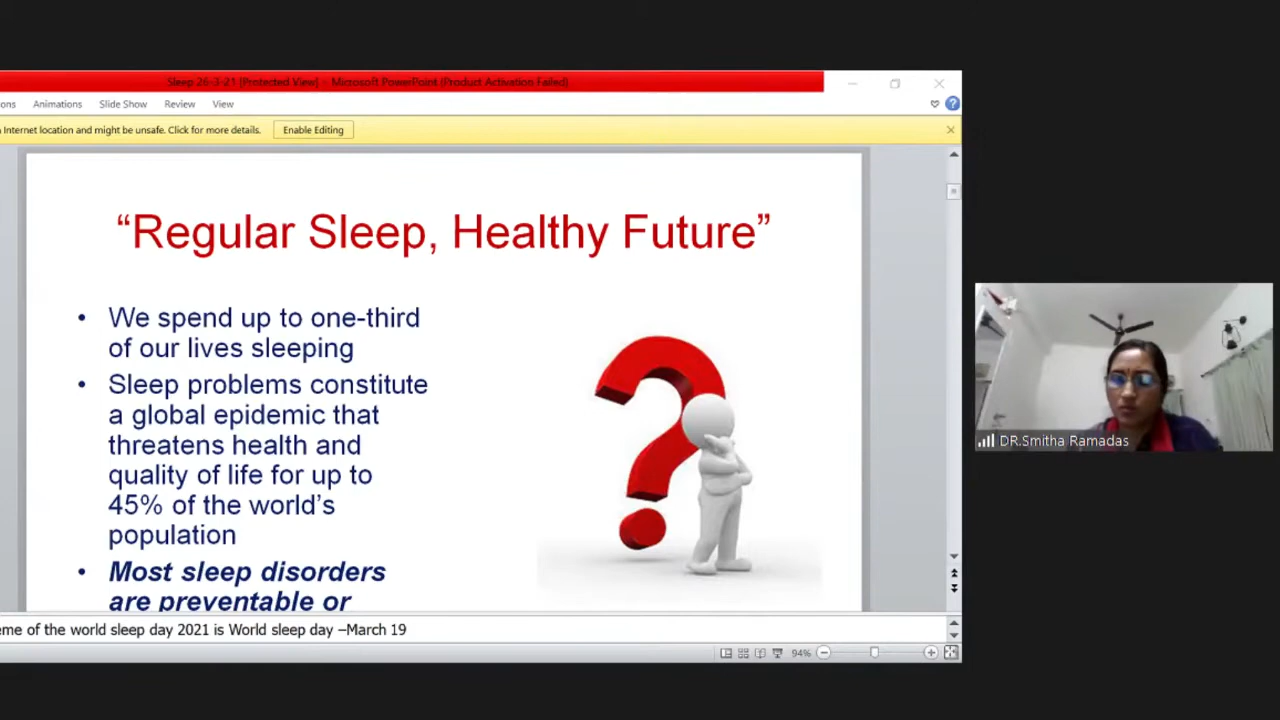 Sleep 26-3-21 [Protected View] - Microsoft PowerPoint (Product Activation Failed)
ons Animations Slide Show Review View
Internet location and might be unsafe. Click for more details. Enable Editing
“Regular Sleep, Healthy Future”
• We spend up to one-third
of our lives sleeping
• Sleep problems constitute
a global epidemic that
threatens health and
quality of life for up to
45% of the world’s
population
• Most sleep disorders
are preventable or
DR.Smitha Ramadas
eme of the world sleep day 2021 is World sleep day –March 19
94%